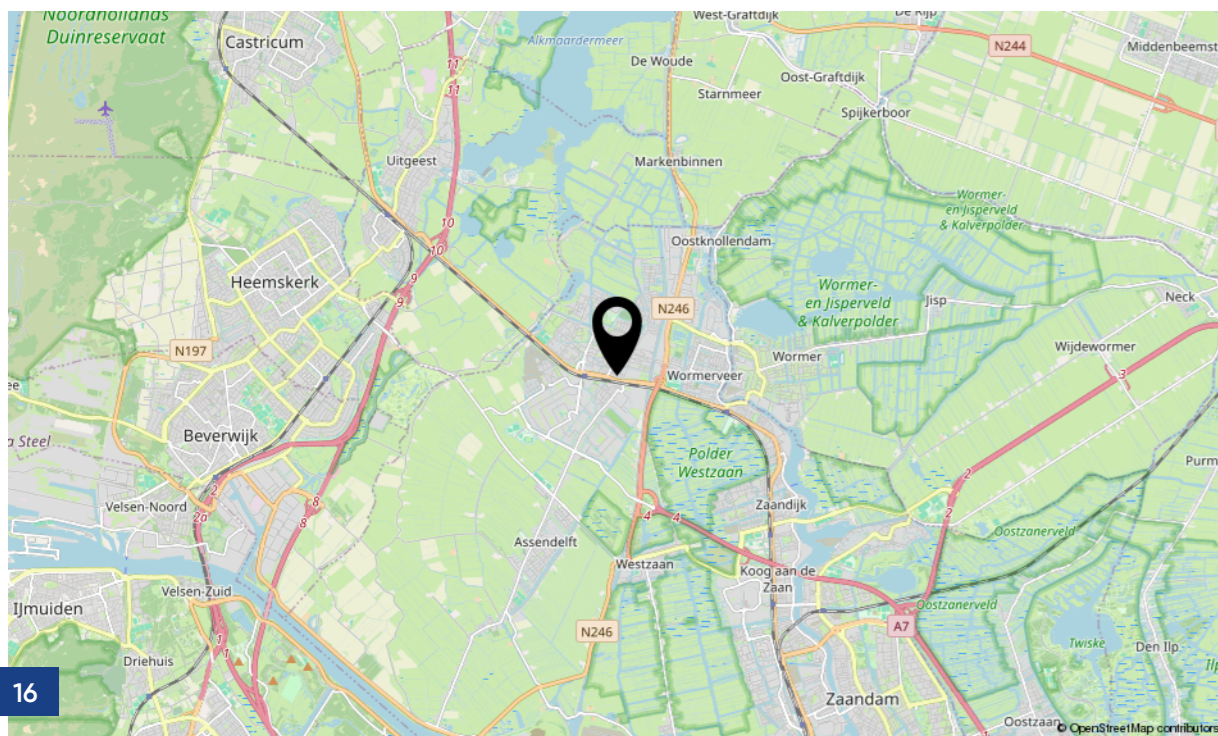 Noordhollands
Duinreservaat
Castricum
Alkmaardermeer
West-Graftdijk
De Rijp
De Woude
N244
Middenbeemst
Oost-Graftdijk
Starnmeer
Spijkerboor
11
11
Uitgeest
Markenbinnen
Wormer-
en Jisperveld
& Kalverpolder
10
10
Oostknollendam
Heemskerk
9
9
Wormer-
en Jisperveld
& Kalverpolder
Jisp
Neck
N246
N197
Wijdewormer
Wormer
Wormerveer
3
ee
Beverwijk
a Steel
Polder
Westzaan
Purm
2
2
2
2a
Velsen-Noord
8
8
Zaandijk
4
4
Oostzanerveld
Assendelft
Westzaan
Koog aan de
Zaan
Velsen-Zuid
IJmuiden
Oostzanerveld
A7
N246
1
1
Twiske
Den Ilp
Ilp
Driehuis
16
Zaandam
Oostzaan
1
© OpenStreetMap contributors